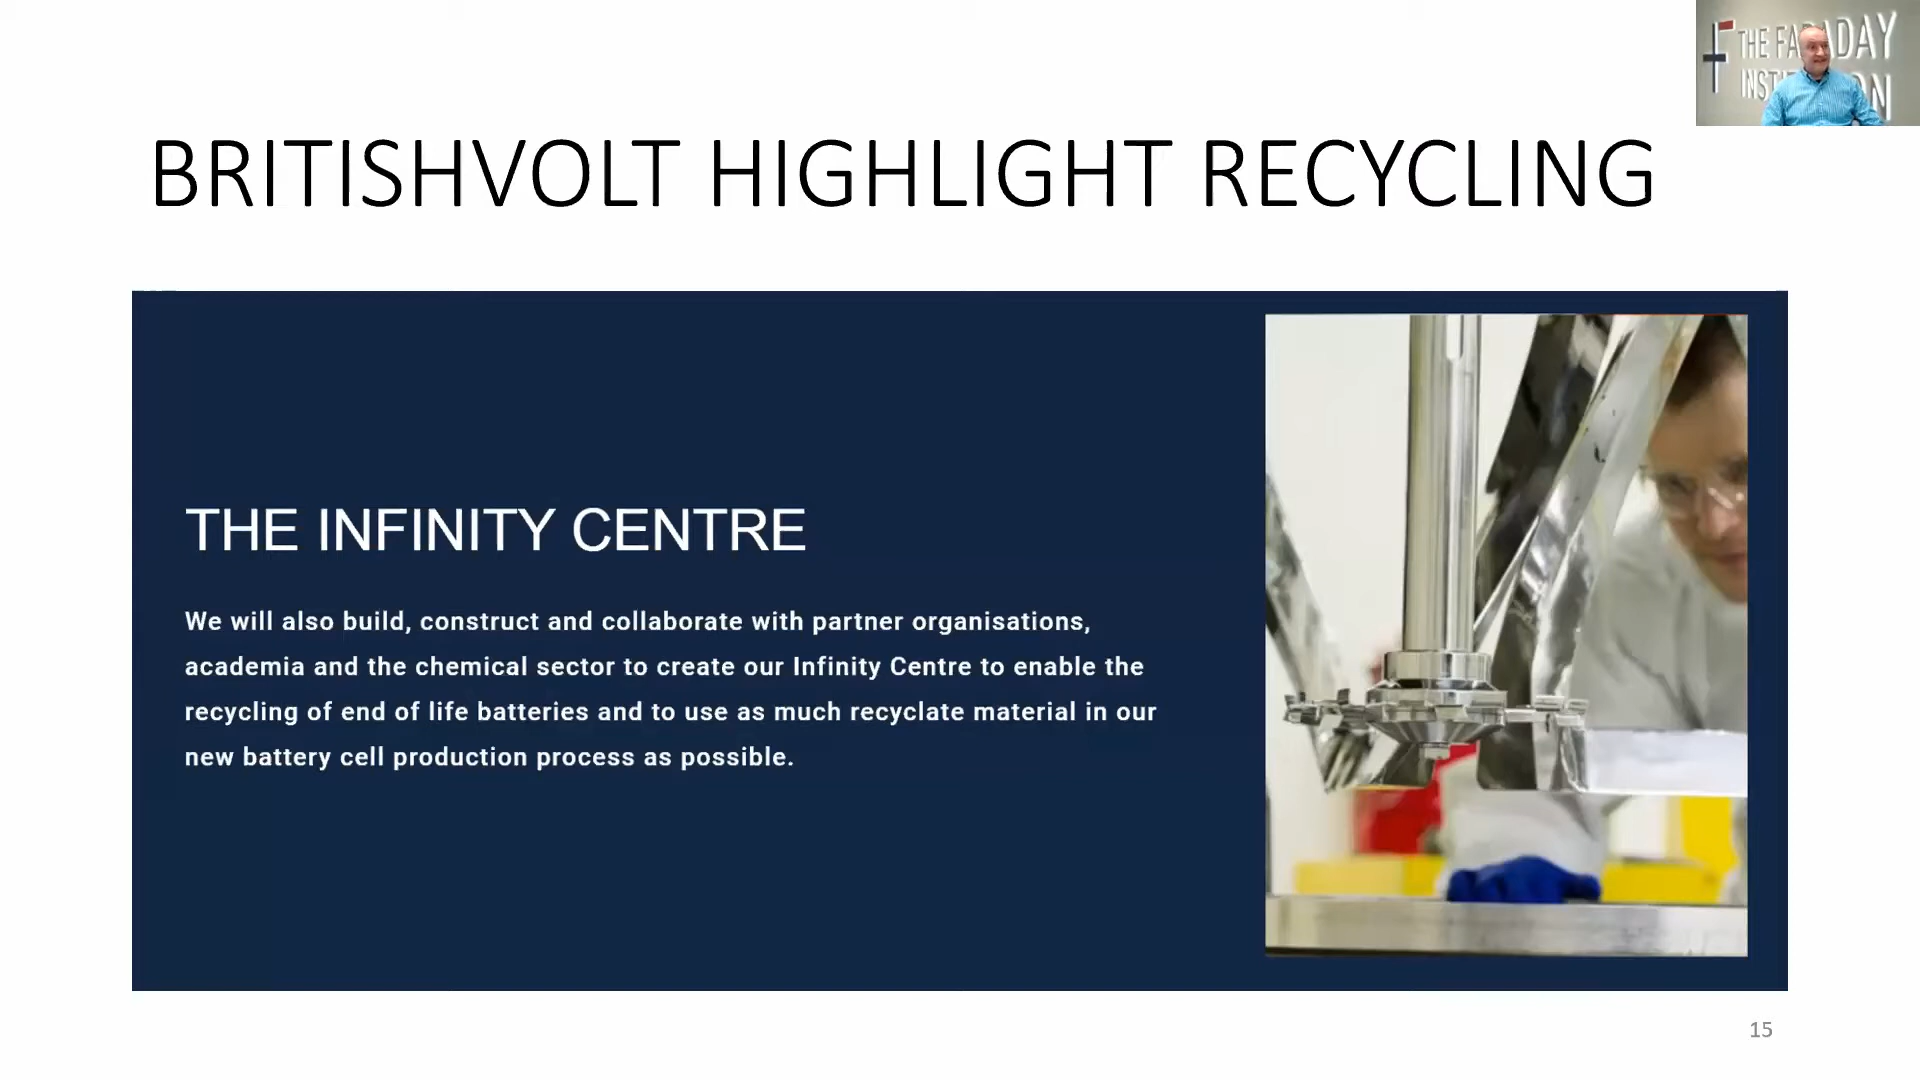 THE FARADAY
INSTITUTION
BRITISHVOLT HIGHLIGHT RECYCLING
THE INFINITY CENTRE
We will also build, construct and collaborate with partner organisations,
academia and the chemical sector to create our Infinity Centre to enable the
recycling of end of life batteries and to use as much recyclate material in our
new battery cell production process as possible.
15